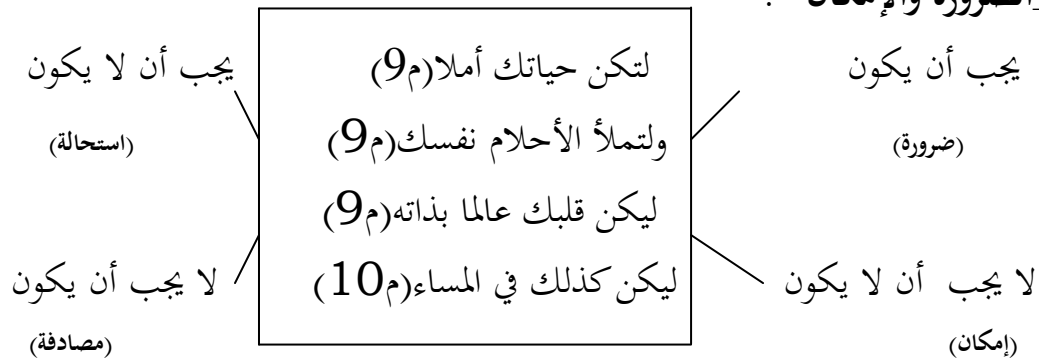 الضرورة والإمكان :
يجب أن يكون
(ضرورة)
لا يجب أن لا يكون
(إمكان)
لتكن حياتك أملا(م9)
ولتملأ الأحلام نفسك(م9)
ليكن قلبك عالما بذاته(م9)
ليكن كذلك في المساء(م10)
يجب أن لا يكون
(استحالة)
لا يجب أن يكون
(مصادفة)